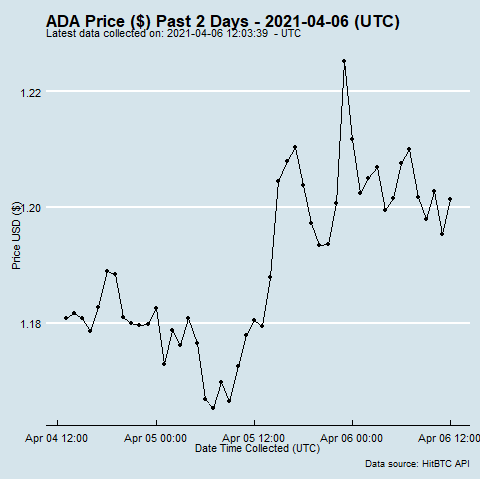 ADA Price ($) Past 2 Days - 2021-04-06 (UTC)
Latest data collected on: 2021-04-06 12:03:39 - UTC
1.22
1.20
1.18
Price USD ($)
Apr 04 12:00 Apr 05 00:00 Apr 05 12:00 Apr 06 00:00 Apr 06 12:00
Date Time Collected (UTC)
Data source: HitBTC API